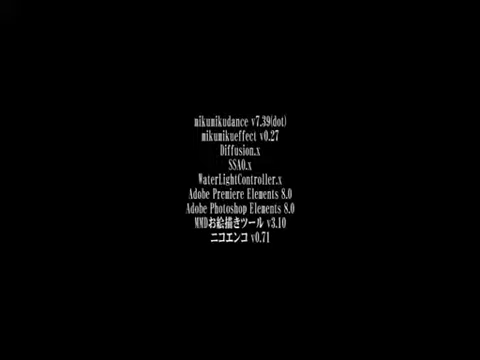 mikumikudance v7.39(dot)
mikumikueffect v0.27
Diffusion.x
SSAO.x
WaterLightController.x
Adobe Premiere Elements 8.0
Adobe Photoshop Elements 8.0
MMDお絵描きツール v3.10
ニコエンコ v0.71